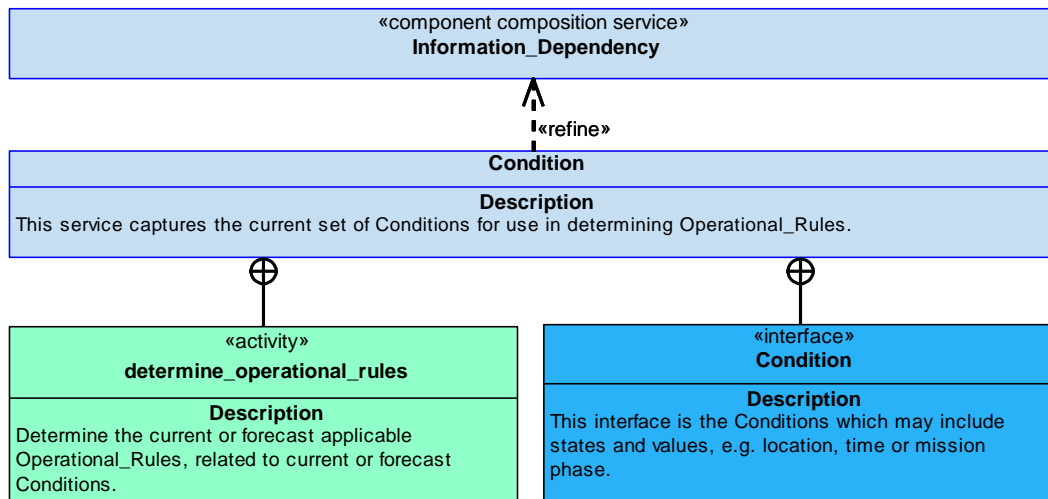 «component composition service»
Information_Dependency
«refine»
Condition
Description
This service captures the current set of Conditions for use in determining Operational_Rules.
«activity»
determine_operational_rules
Description
Determine the current or forecast applicable
Operational_Rules, related to current or forecast
Conditions.
«interface»
Condition
Description
This interface is the Conditions which may include
states and values, e.g. location, time or mission
phase.